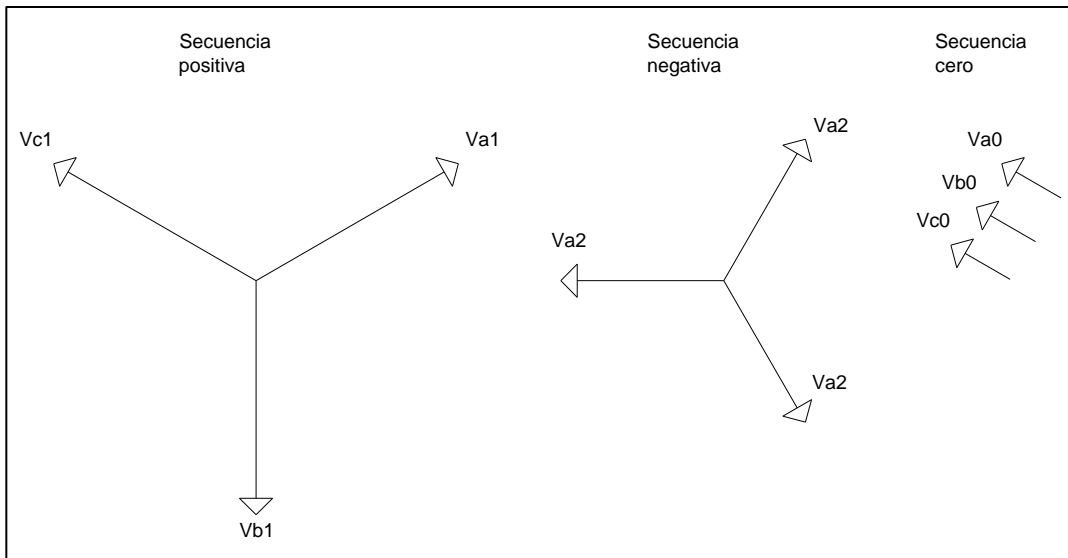 Secuencia
positiva
Vc1
Va1
Vb1
Secuencia
negativa
Va2
Va2
Va2
Secuencia
cero
Va0
Vb0
Vc0